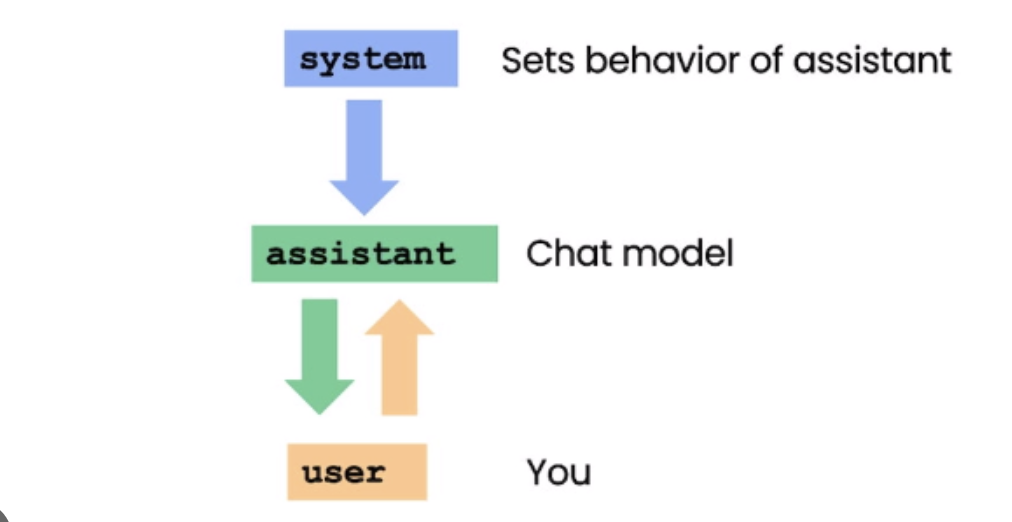 system Sets behavior of assistant
assistant Chat model
user You